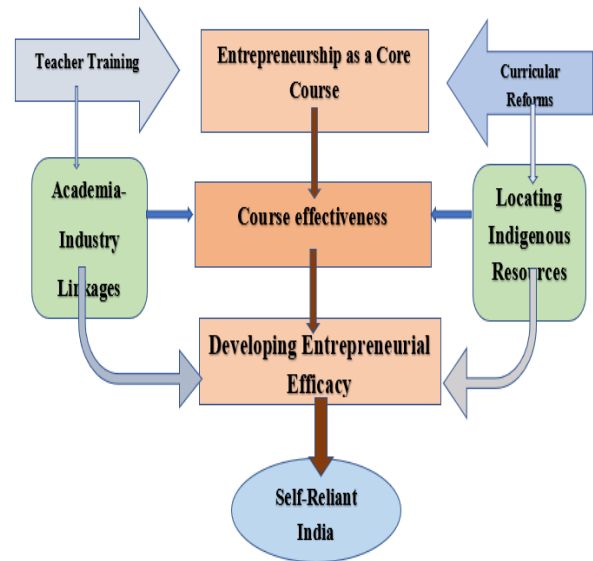 Teacher Training
Entrepreneurship as a Core
Course
Curricular
Reforms
Academia-
Industry
Linkages
Course effectiveness
Locating
Indigenous
Resources
Developing Entrepreneurial
Efficacy
Self-Reliant
India